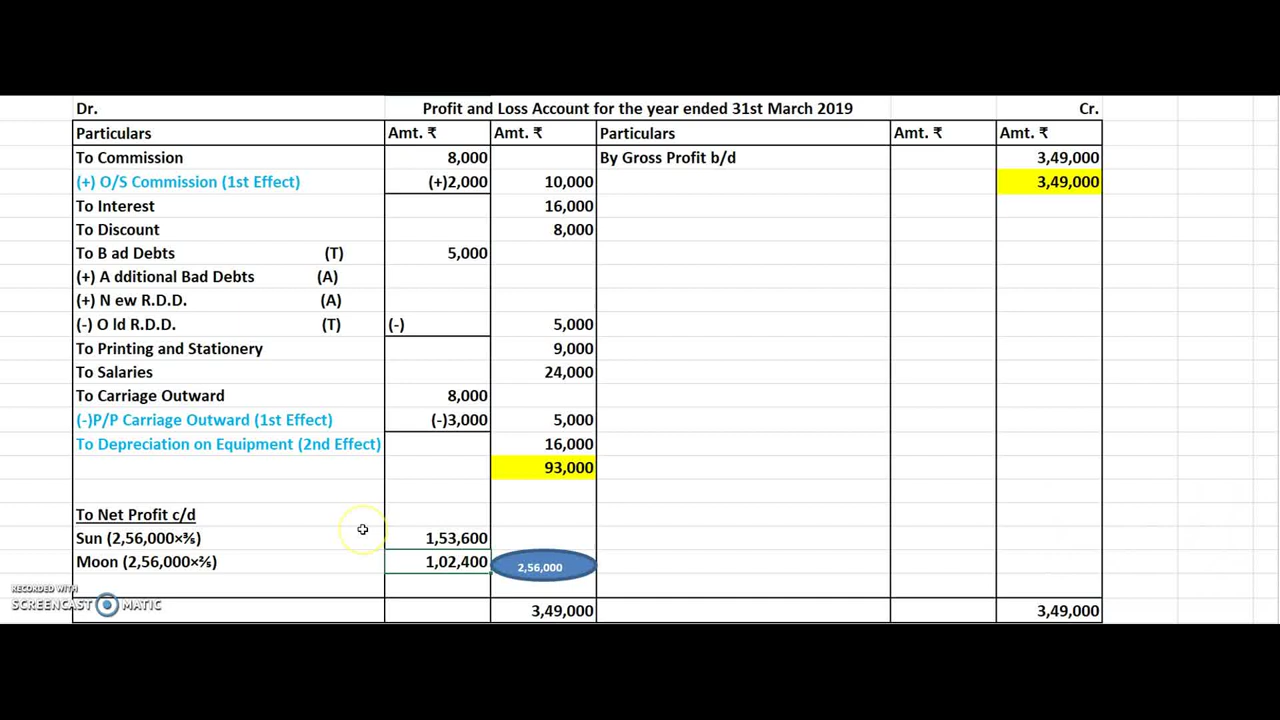 Dr. Profit and Loss Account for the year ended 31st March 2019 Cr.
Particulars Amt. ₹ Amt. ₹ Particulars Amt. ₹ Amt. ₹
To Commission 8,000 By Gross Profit b/d 3,49,000
(+) O/S Commission (1st Effect) (+)2,000 10,000 3,49,000
To Interest 16,000
To Discount 8,000
To B ad Debts (T) 5,000
(+) A dditional Bad Debts (A)
(+) N ew R.D.D. (A)
(-) O ld R.D.D. (T) (-) 5,000
To Printing and Stationery 9,000
To Salaries 24,000
To Carriage Outward 8,000
(-)P/P Carriage Outward (1st Effect) (-)3,000 5,000
To Depreciation on Equipment (2nd Effect) 16,000
93,000
To Net Profit c/d
Sun (2,56,000×⅗) 1,53,600
Moon (2,56,000×⅖) 1,02,400 2,56,000
RECORDED WITH
SCREENCAST MATIC
3,49,000 3,49,000